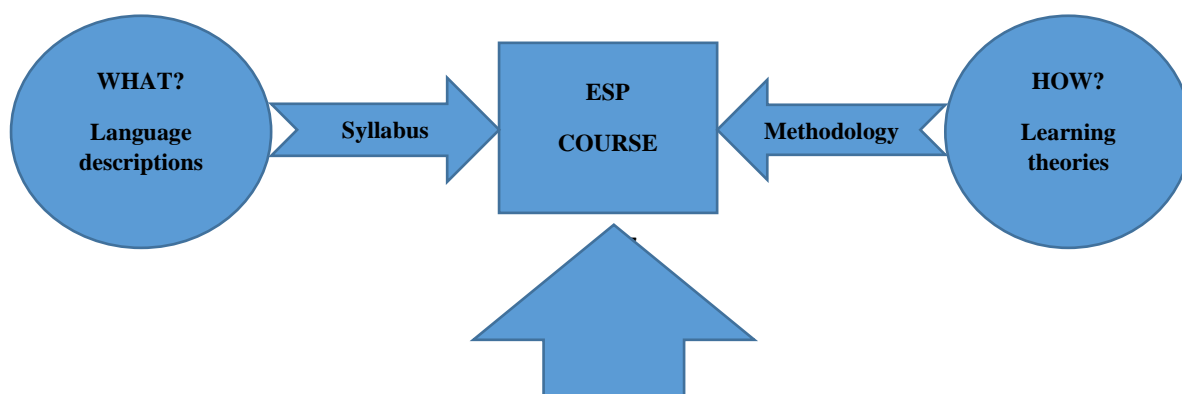 WHAT?
Language
descriptions
Syllabus
ESP
COURSE
Methodology
HOW?
Learning
theories